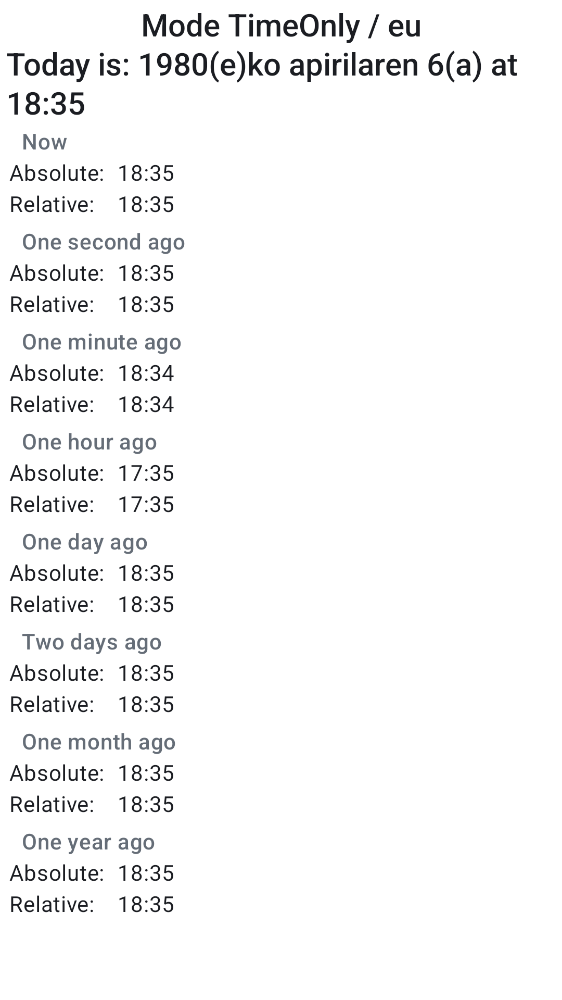 Mode TimeOnly / eu
Today is: 1980(e)ko apirilaren 6(a) at
18:35
Now
Absolute: 18:35
Relative: 18:35
One second ago
Absolute: 18:35
Relative: 18:35
One minute ago
Absolute: 18:34
Relative: 18:34
One hour ago
Absolute: 17:35
Relative: 17:35
One day ago
Absolute: 18:35
Relative: 18:35
Two days ago
Absolute: 18:35
Relative: 18:35
One month ago
Absolute: 18:35
Relative: 18:35
One year ago
Absolute: 18:35
Relative: 18:35